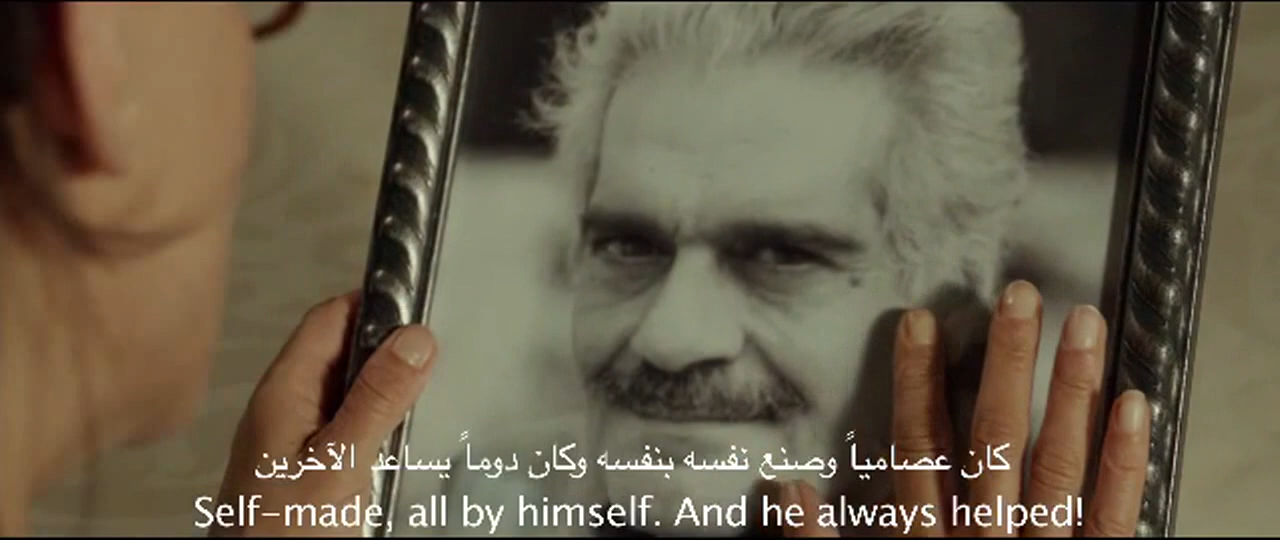 كان عصامياً وصنع نفسه بنفسه وكان دوماً يساعد الآخرين
Self-made, all by himself. And he always helped!